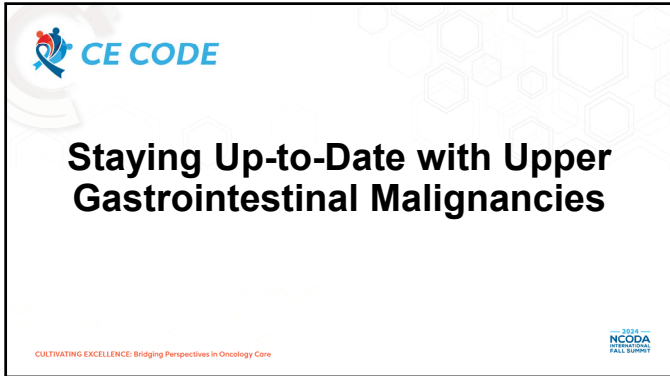 CE CODE
Staying Up-to-Date with Upper
Gastrointestinal Malignancies
CULTIVATING EXCELLENCE: Bridging Perspectives in Oncology Care
2024
NCODA
INTERNATIONAL
FALL SUMMIT